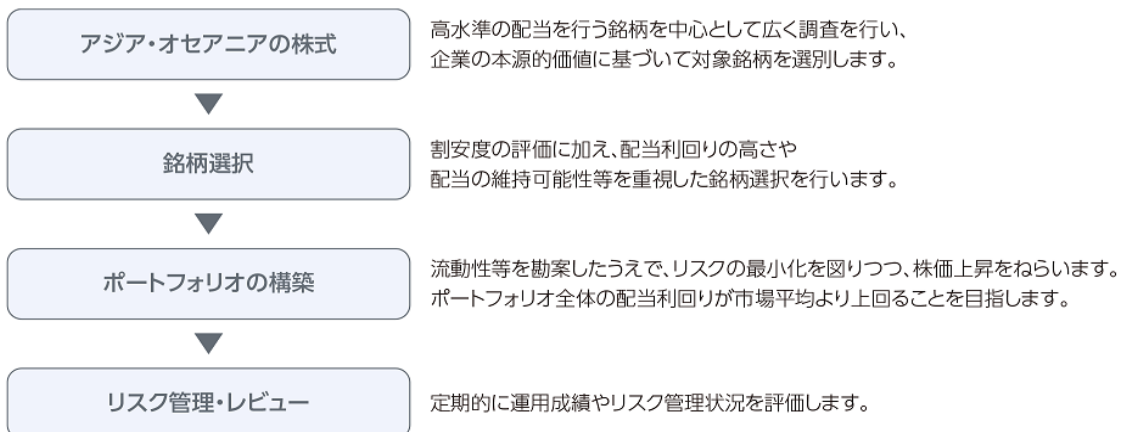 アジア・オセアニアの株式
高水準の配当を行う銘柄を中心として広く調査を行い、
企業の本源的価値に基づいて対象銘柄を選別します。
銘柄選択
割安度の評価に加え、配当利回りの高さや
配当の維持可能性等を重視した銘柄選択を行います。
ポートフォリオの構築
流動性等を勘案したうえで、リスクの最小化を図りつつ、株価上昇をねらいます。
ポートフォリオ全体の配当利回りが市場平均より上回ることを目指します。
リスク管理・レビュー
定期的に運用成績やリスク管理状況を評価します。